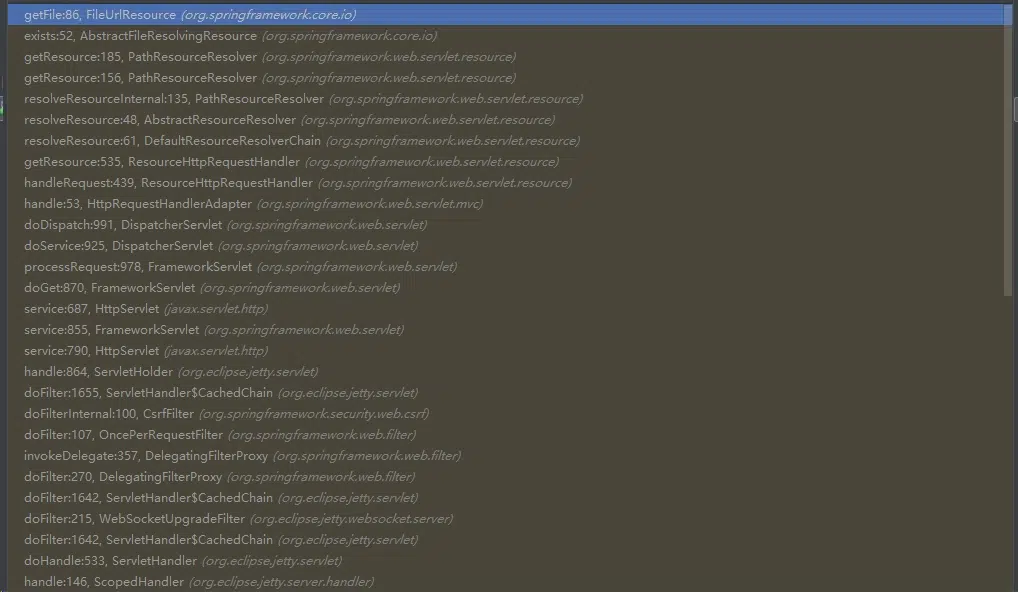 getFile:86, FileUrlResource (org.springframework.core.io)
exists:52, AbstractFileResolvingResource (org.springframework.core.io)
getResource:185, PathResourceResolver (org.springframework.web.servlet.resource)
getResource:156, PathResourceResolver (org.springframework.web.servlet.resource)
resolveResourceInternal:135, PathResourceResolver (org.springframework.web.servlet.resource)
resolveResource:48, AbstractResourceResolver (org.springframework.web.servlet.resource)
resolveResource:61, DefaultResourceResolverChain (org.springframework.web.servlet.resource)
getResource:535, ResourceHttpRequestHandler (org.springframework.web.servlet.resource)
handleRequest:439, ResourceHttpRequestHandler (org.springframework.web.servlet.resource)
handle:53, HttpRequestHandlerAdapter (org.springframework.web.servlet.mvc)
doDispatch:991, DispatcherServlet (org.springframework.web.servlet)
doService:925, DispatcherServlet (org.springframework.web.servlet)
processRequest:978, FrameworkServlet (org.springframework.web.servlet)
doGet:870, FrameworkServlet (org.springframework.web.servlet)
service:687, HttpServlet (javax.servlet.http)
service:855, FrameworkServlet (org.springframework.web.servlet)
service:790, HttpServlet (javax.servlet.http)
handle:864, ServletHolder (org.eclipse.jetty.servlet)
doFilter:1655, ServletHandler$CachedChain (org.eclipse.jetty.servlet)
doFilterInternal:100, CsrfFilter (org.springframework.security.web.csrf)
doFilter:107, OncePerRequestFilter (org.springframework.web.filter)
invokeDelegate:357, DelegatingFilterProxy (org.springframework.web.filter)
doFilter:270, DelegatingFilterProxy (org.springframework.web.filter)
doFilter:1642, ServletHandler$CachedChain (org.eclipse.jetty.servlet)
doFilter:215, WebSocketUpgradeFilter (org.eclipse.jetty.websocket.server)
doFilter:1642, ServletHandler$CachedChain (org.eclipse.jetty.servlet)
doHandle:533, ServletHandler (org.eclipse.jetty.servlet)
handle:146, ScopedHandler (org.eclipse.jetty.server.handler)